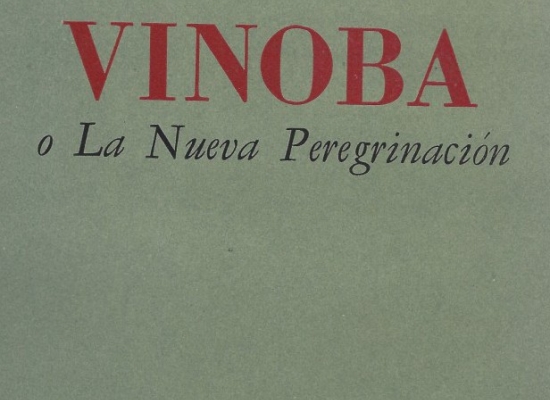 VINOBA
o La Nueva Peregrinación